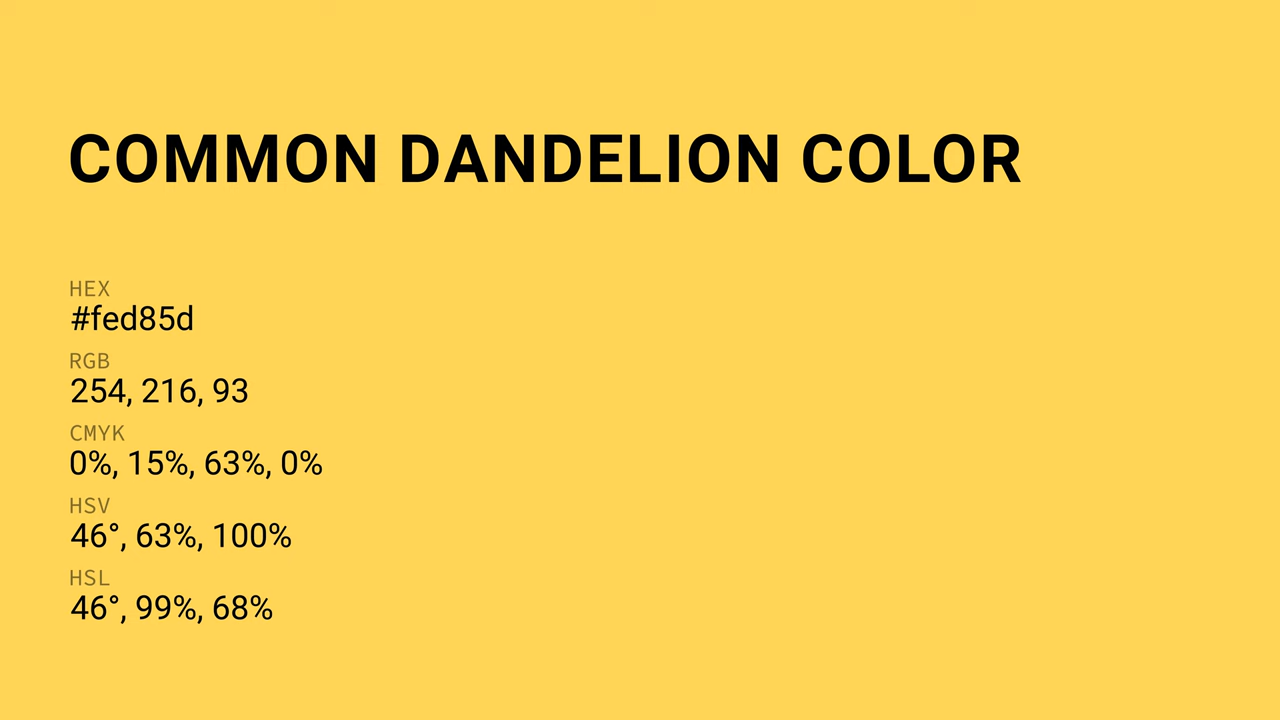 COMMON DANDELION COLOR
HEX
#fed85d
RGB
254, 216, 93
CMYK
0%, 15%, 63%, 0%
HSV
46°, 63%, 100%
HSL
46°, 99%, 68%